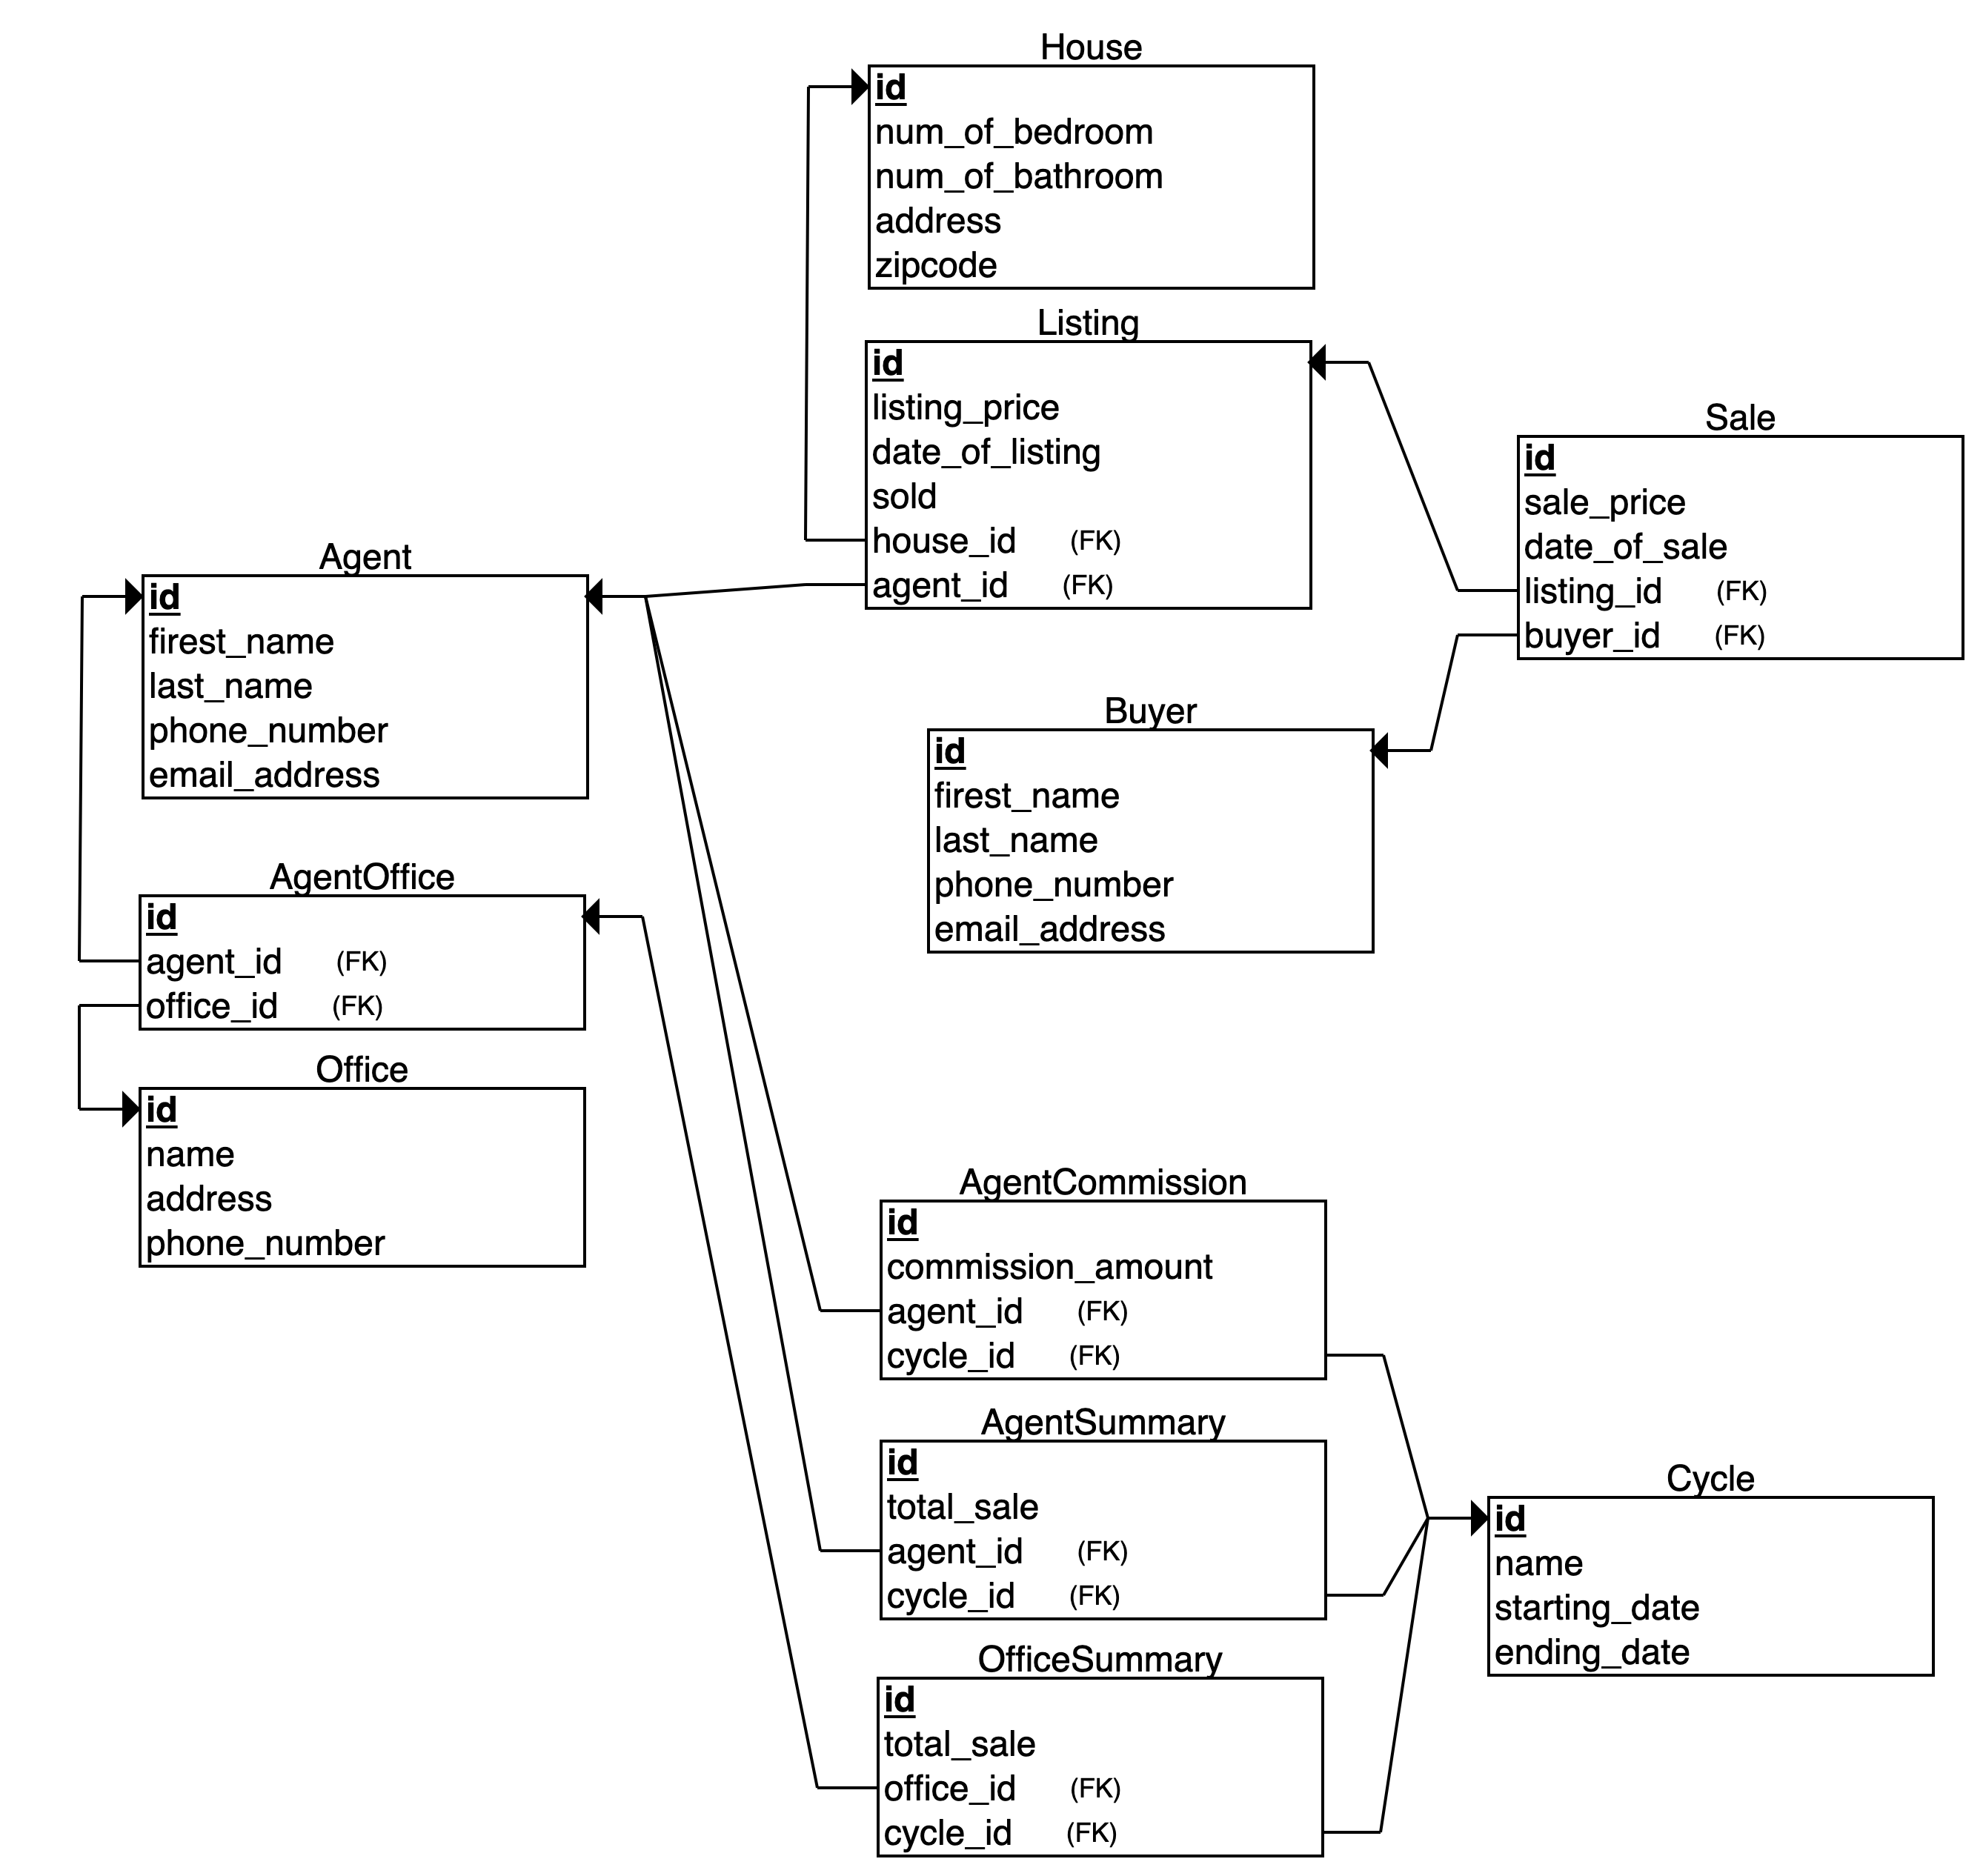 House
id
num_of_bedroom
num_of_bathroom
address
zipcode
Listing
id
listing_price
date_of_listing
sold
house_id (FK)
agent_id (FK)
Sale
id
sale_price
date_of_sale
listing_id (FK)
buyer_id (FK)
Agent
id
firest_name
last_name
phone_number
email_address
Buyer
id
firest_name
last_name
phone_number
email_address
AgentOffice
id
agent_id (FK)
office_id (FK)
Office
id
name
address
phone_number
AgentCommission
id
commission_amount
agent_id (FK)
cycle_id (FK)
AgentSummary
id
total_sale
agent_id (FK)
cycle_id (FK)
Cycle
id
name
starting_date
ending_date
OfficeSummary
id
total_sale
office_id (FK)
cycle_id (FK)